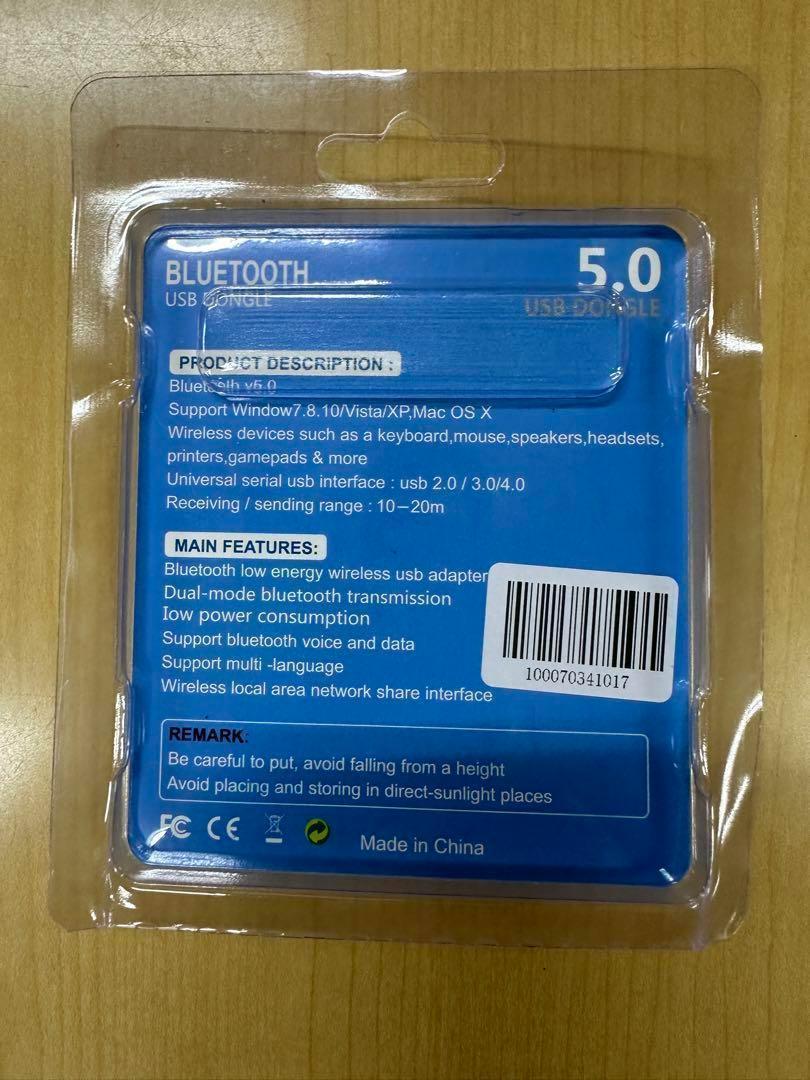 BLUETOOTH
USB DONGLE
5.0
USB DONGLE
PRODUCT DESCRIPTION :
Bluetooth v5.0
Support Window7.8.10/Vista/XP,Mac OS X
Wireless devices such as a keyboard,mouse,speakers,headsets,
printers,gamepads & more
Universal serial usb interface : usb 2.0 / 3.0/4.0
Receiving / sending range : 10－20m
MAIN FEATURES:
Bluetooth low energy wireless usb adapter
Dual-mode bluetooth transmission
low power consumption
Support bluetooth voice and data
Support multi -language
Wireless local area network share interface
100070341017
REMARK:
Be careful to put, avoid falling from a height
Avoid placing and storing in direct-sunlight places
FC CE
Made in China